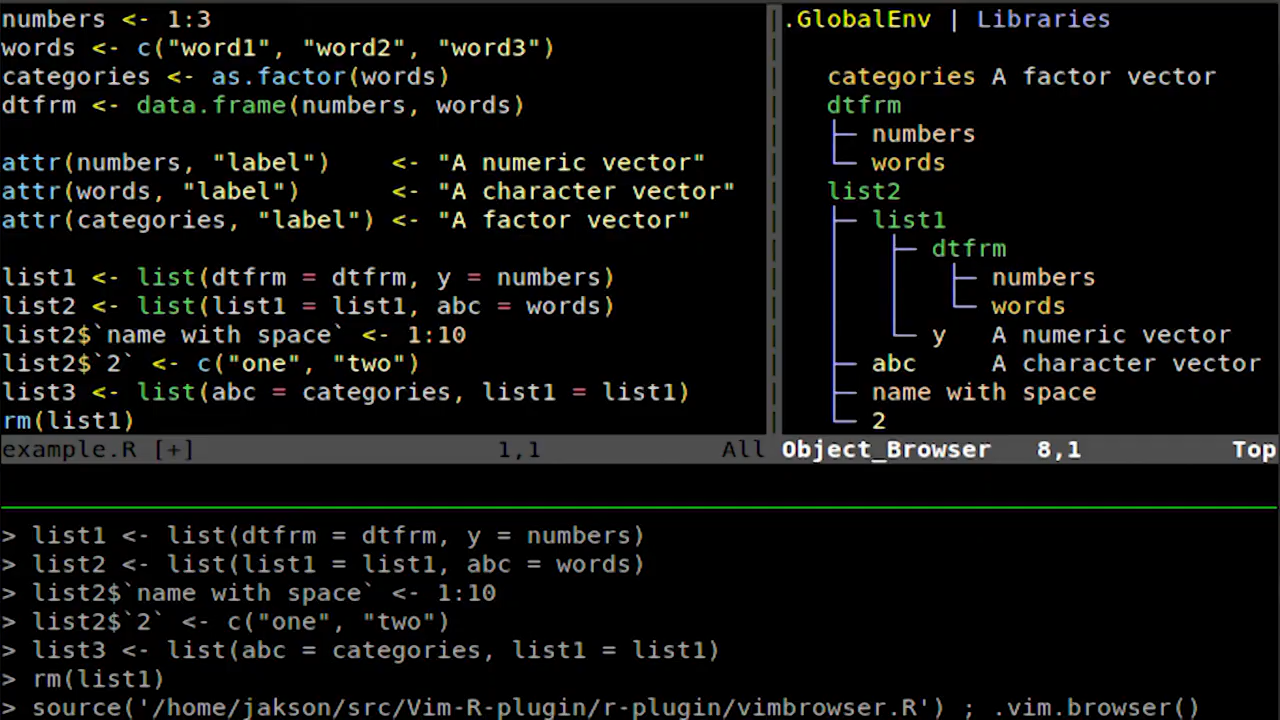 numbers <- 1:3
words <- c("word1", "word2", "word3")
categories <- as.factor(words)
dtfrm <- data.frame(numbers, words)
attr(numbers, "label")    <- "A numeric vector"
attr(words, "label")      <- "A character vector"
attr(categories, "label") <- "A factor vector"
list1 <- list(dtfrm = dtfrm, y = numbers)
list2 <- list(list1 = list1, abc = words)
list2$`name with space` <- 1:10
list2$`2` <- c("one", "two")
list3 <- list(abc = categories, list1 = list1)
rm(list1)
example.R [+] 1,1 All
.GlobalEnv | Libraries
categories A factor vector
dtfrm
numbers
words
list2
list1
dtfrm
numbers
words
y A numeric vector
abc A character vector
name with space
2
Object_Browser 8,1 Top
> list1 <- list(dtfrm = dtfrm, y = numbers)
> list2 <- list(list1 = list1, abc = words)
> list2$`name with space` <- 1:10
> list2$`2` <- c("one", "two")
> list3 <- list(abc = categories, list1 = list1)
> rm(list1)
> source('/home/jakson/src/Vim-R-plugin/r-plugin/vimbrowser.R') ; .vim.browser()